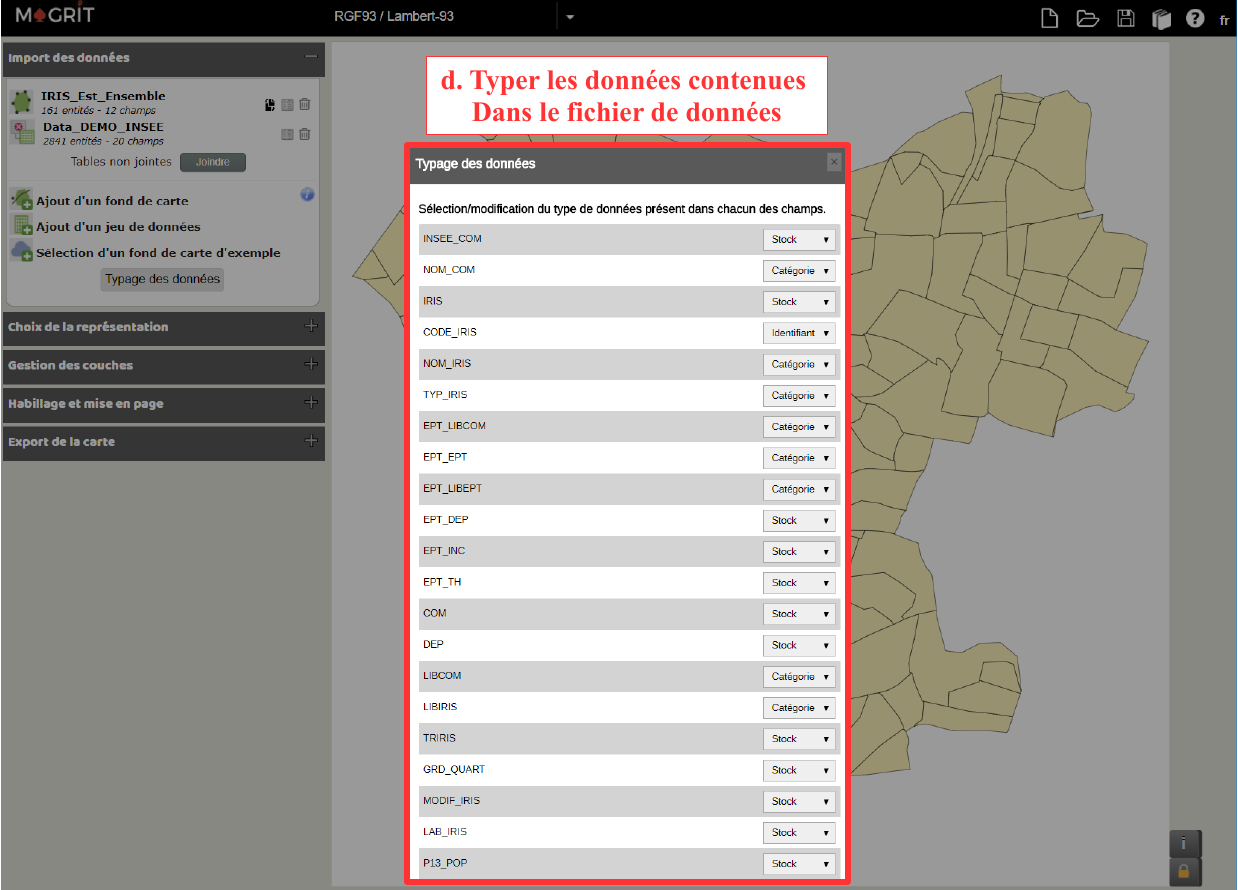 MAGRIT
RGF93 / Lambert-93
fr
Import des données
IRIS_Est_Ensemble
161 entités - 12 champs
Data_DEMO_INSEE
2841 entités - 20 champs
Tables non jointes Joindre
Ajout d'un fond de carte
Ajout d'un jeu de données
Sélection d'un fond de carte d'exemple
Typage des données
Choix de la représentation
Gestion des couches
Habillage et mise en page
Export de la carte
d. Typer les données contenues
Dans le fichier de données
Typage des données
Sélection/modification du type de données présent dans chacun des champs.
INSEE_COM Stock
NOM_COM Catégorie
IRIS Stock
CODE_IRIS Identifiant
NOM_IRIS Catégorie
TYP_IRIS Catégorie
EPT_LIBCOM Catégorie
EPT_EPT Catégorie
EPT_LIBEPT Catégorie
EPT_DEP Stock
EPT_INC Stock
EPT_TH Stock
COM Stock
DEP Stock
LIBCOM Catégorie
LIBIRIS Catégorie
TRIRIS Stock
GRD_QUART Stock
MODIF_IRIS Stock
LAB_IRIS Stock
P13_POP Stock
i